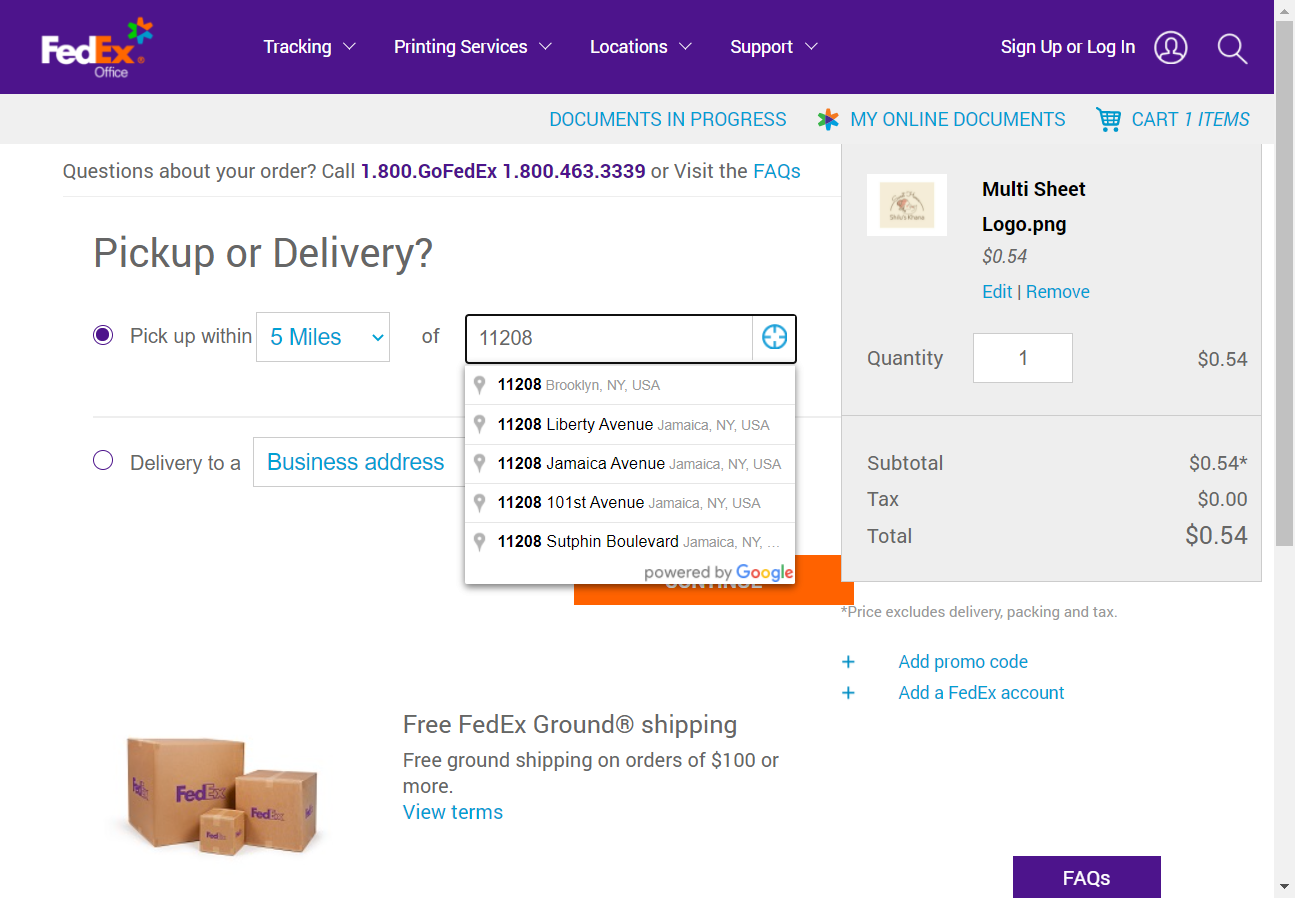 FedEx
Office
Tracking
Printing Services
Locations
Support
Sign Up or Log In
DOCUMENTS IN PROGRESS
MY ONLINE DOCUMENTS
CART 1 ITEMS
Questions about your order? Call 1.800.GoFedEx 1.800.463.3339 or Visit the FAQs
Pickup or Delivery?
Pick up within 5 Miles of 11208
11208 Brooklyn, NY, USA
11208 Liberty Avenue Jamaica, NY, USA
11208 Jamaica Avenue Jamaica, NY, USA
11208 101st Avenue Jamaica, NY, USA
11208 Sutphin Boulevard Jamaica, NY, ...
powered by Google
Delivery to a Business address
CONTINUE
Multi Sheet
Logo.png
$0.54
Edit | Remove
Quantity 1 $0.54
Subtotal $0.54*
Tax $0.00
Total $0.54
*Price excludes delivery, packing and tax.
+ Add promo code
+ Add a FedEx account
FedEx
FedEx
FedEx
FedEx
Free FedEx Ground® shipping
Free ground shipping on orders of $100 or
more.
View terms
FAQs